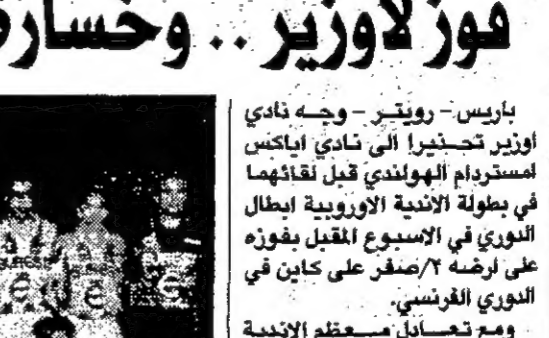 فوز لاوزير .. وخسارة
باريس - رويتر - وجه نادي
اوزير تحذيرا الى نادي اياكس
امستردام الهولندي قبل لقائهما
في بطولة الاندية الاوروبية ابطال
الدوري في الاسبوع المقبل بفوزه
على ارضه ٢/صفر على كاين في
الدوري الفرنسي.
ومع تعادل معظم الاندية